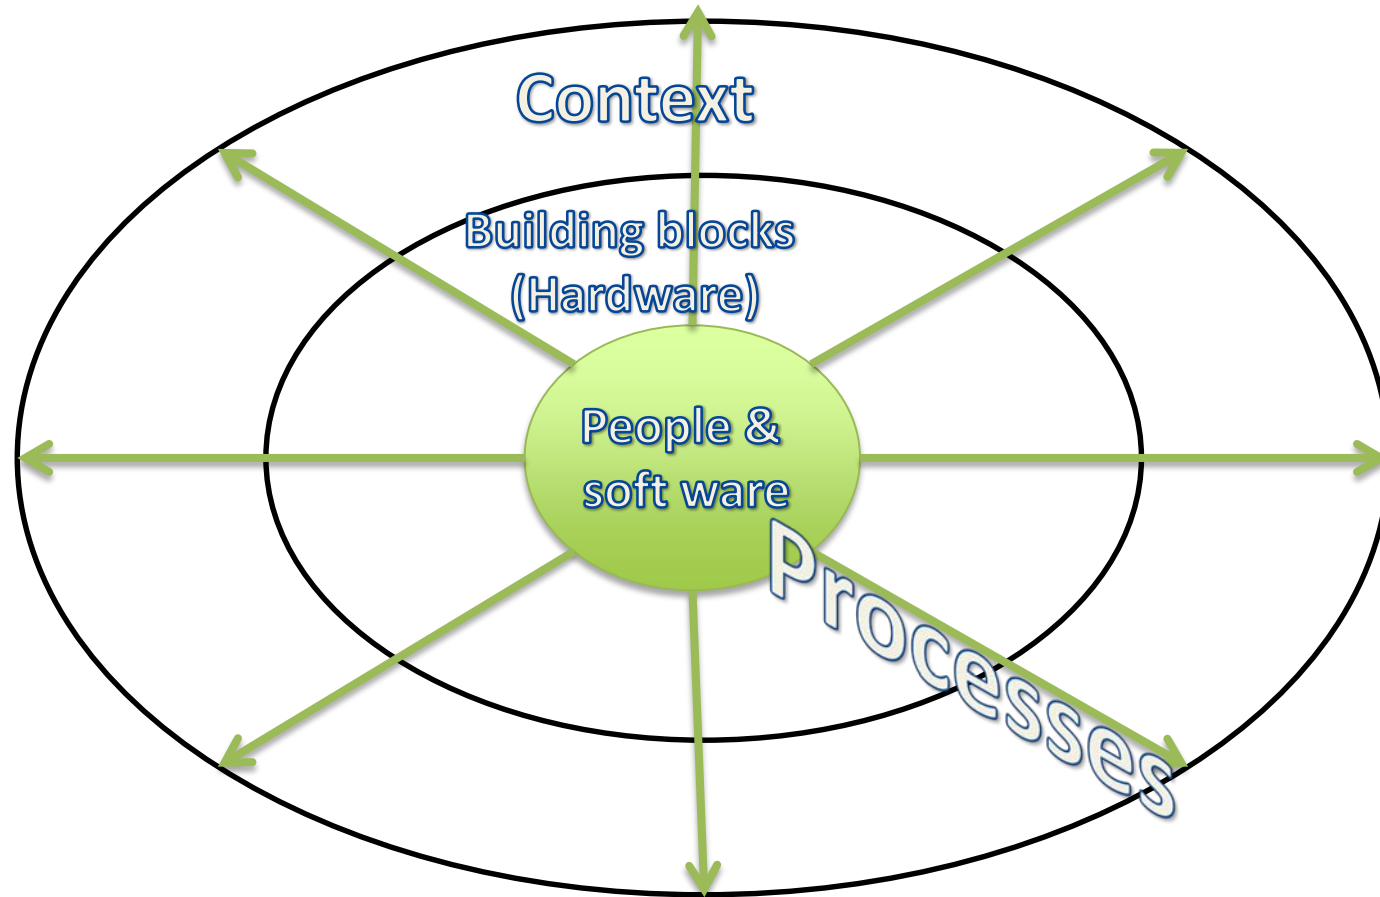 Context
Building blocks
(Hardware)
People &
soft ware
Processes